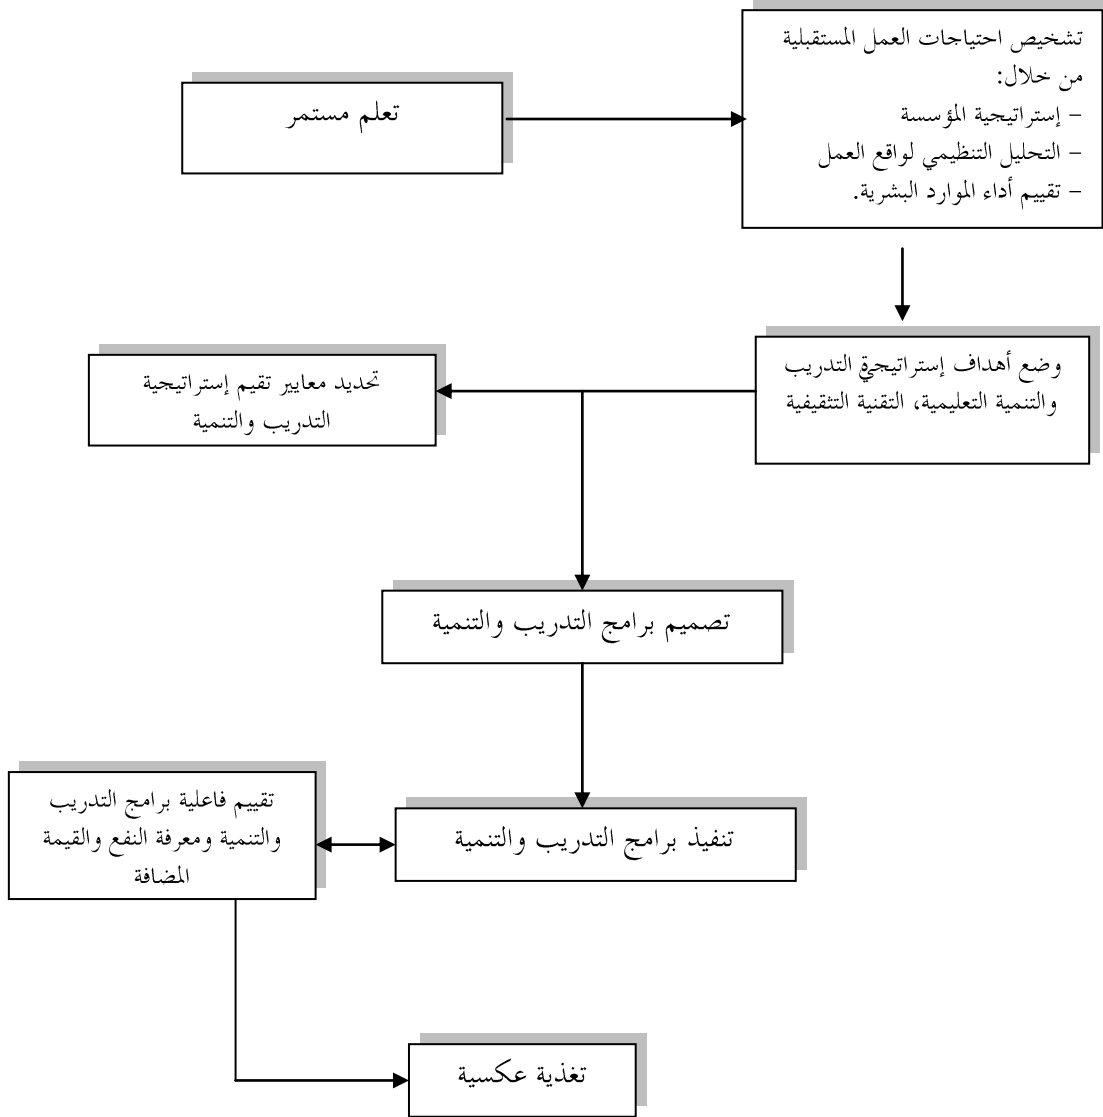 تشخيص احتياجات العمل المستقبلية
من خلال:
– إستراتيجية المؤسسة
– التحليل التنظيمي لواقع العمل
– تقييم أداء الموارد البشرية.
تعلم مستمر
وضع أهداف إستراتيجية التدريب
والتنمية التعليمية، التقنية التثقيفية
تحديد معايير تقيم إستراتيجية
التدريب والتنمية
تصميم برامج التدريب والتنمية
تنفيذ برامج التدريب والتنمية
تقييم فاعلية برامج التدريب
والتنمية ومعرفة النفع والقيمة
المضافة
تغذية عكسية